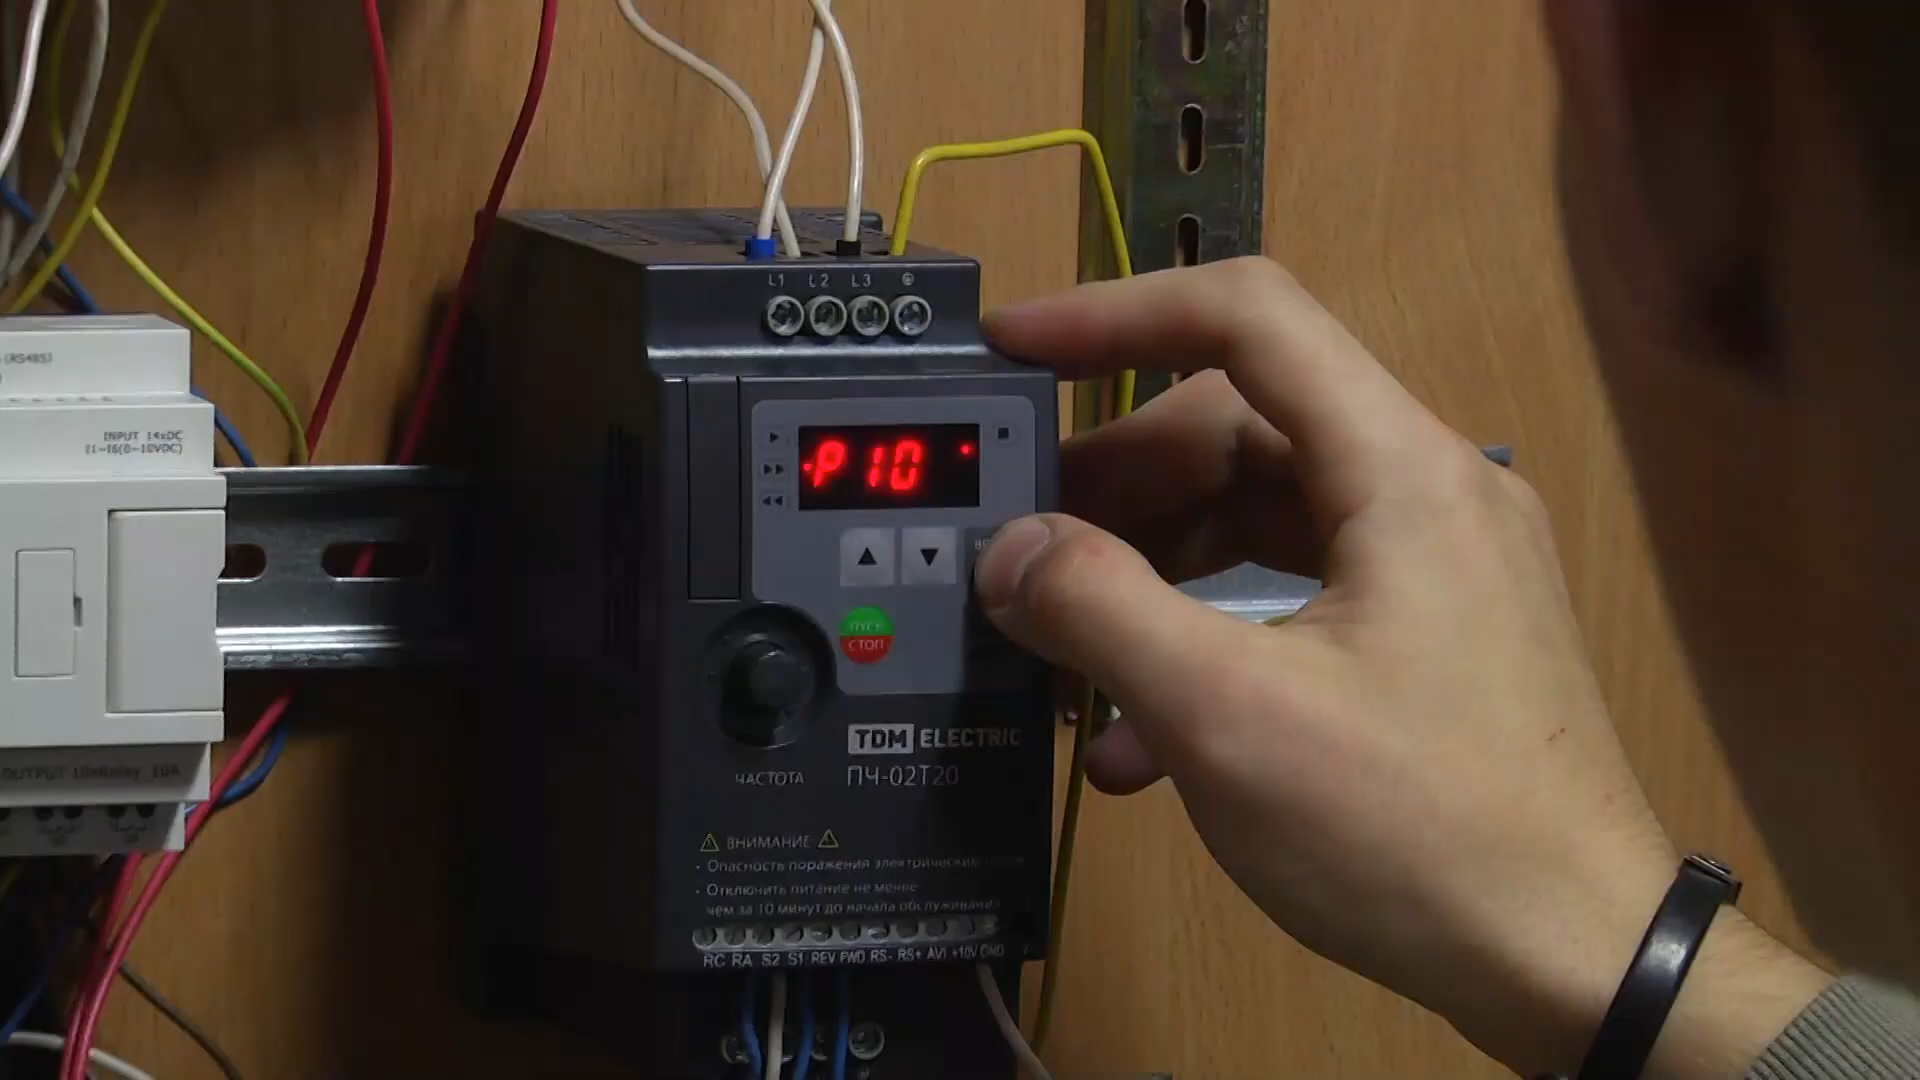 (RS485)
INPUT 14xDC
I1~I6(0~10VDC)
OUTPUT 10xRelay 10A
L1 L2 L3
P10
ПУСК
СТОП
ЧАСТОТА
TDM ELECTRIC
ПЧ-02Т20
ВНИМАНИЕ
- Опасность поражения электрическим
- Отключить питание не менее
чем за 10 минут до начала обслуживания
RC RA S2 S1 REV FWD RS- RS+ AVI +10V GND